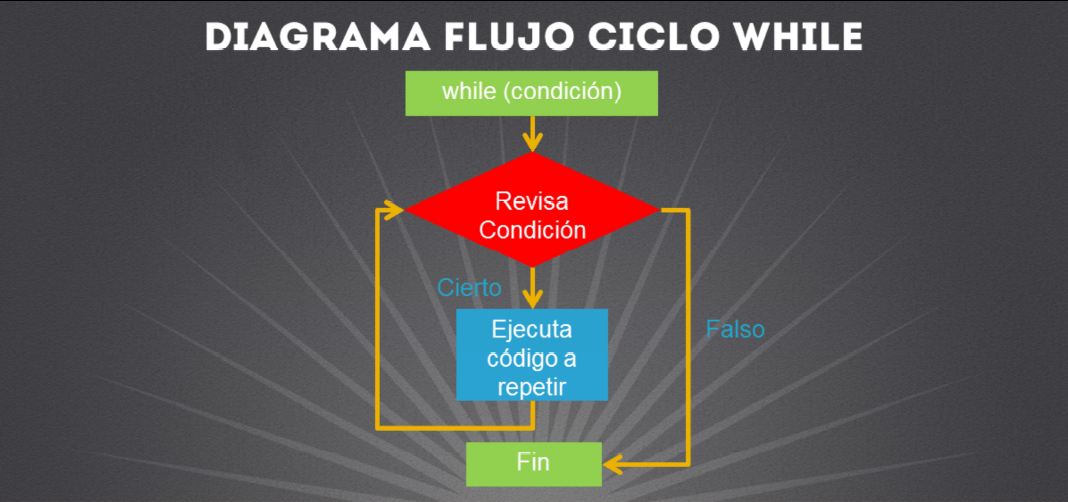 DIAGRAMA FLUJO CICLO WHILE
while (condición)
Revisa
Condición
Cierto
Ejecuta
código a
repetir
Falso
Fin